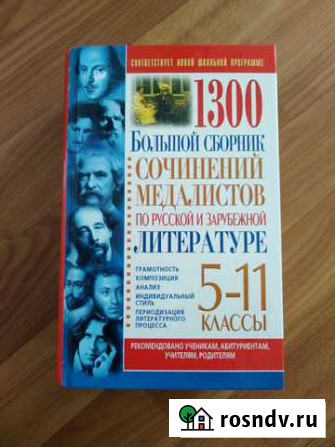 СООТВЕТСТВУЕТ НОВОЙ ШКОЛЬНОЙ ПРОГРАММЕ
1300
БОЛЬШОЙ СБОРНИК
СОЧИНЕНИЙ
МЕДАЛИСТОВ
ПО РУССКОЙ И ЗАРУБЕЖНОЙ
ЛИТЕРАТУРЕ
ГРАМОТНОСТЬ
КОМПОЗИЦИЯ
АНАЛИЗ
ИНДИВИДУАЛЬНЫЙ
СТИЛЬ
ПЕРИОДИЗАЦИЯ
ЛИТЕРАТУРНОГО
ПРОЦЕССА
5-11
КЛАССЫ
РЕКОМЕНДОВАНО УЧЕНИКАМ, АБИТУРИЕНТАМ,
УЧИТЕЛЯМ, РОДИТЕЛЯМ
rosndv.ru